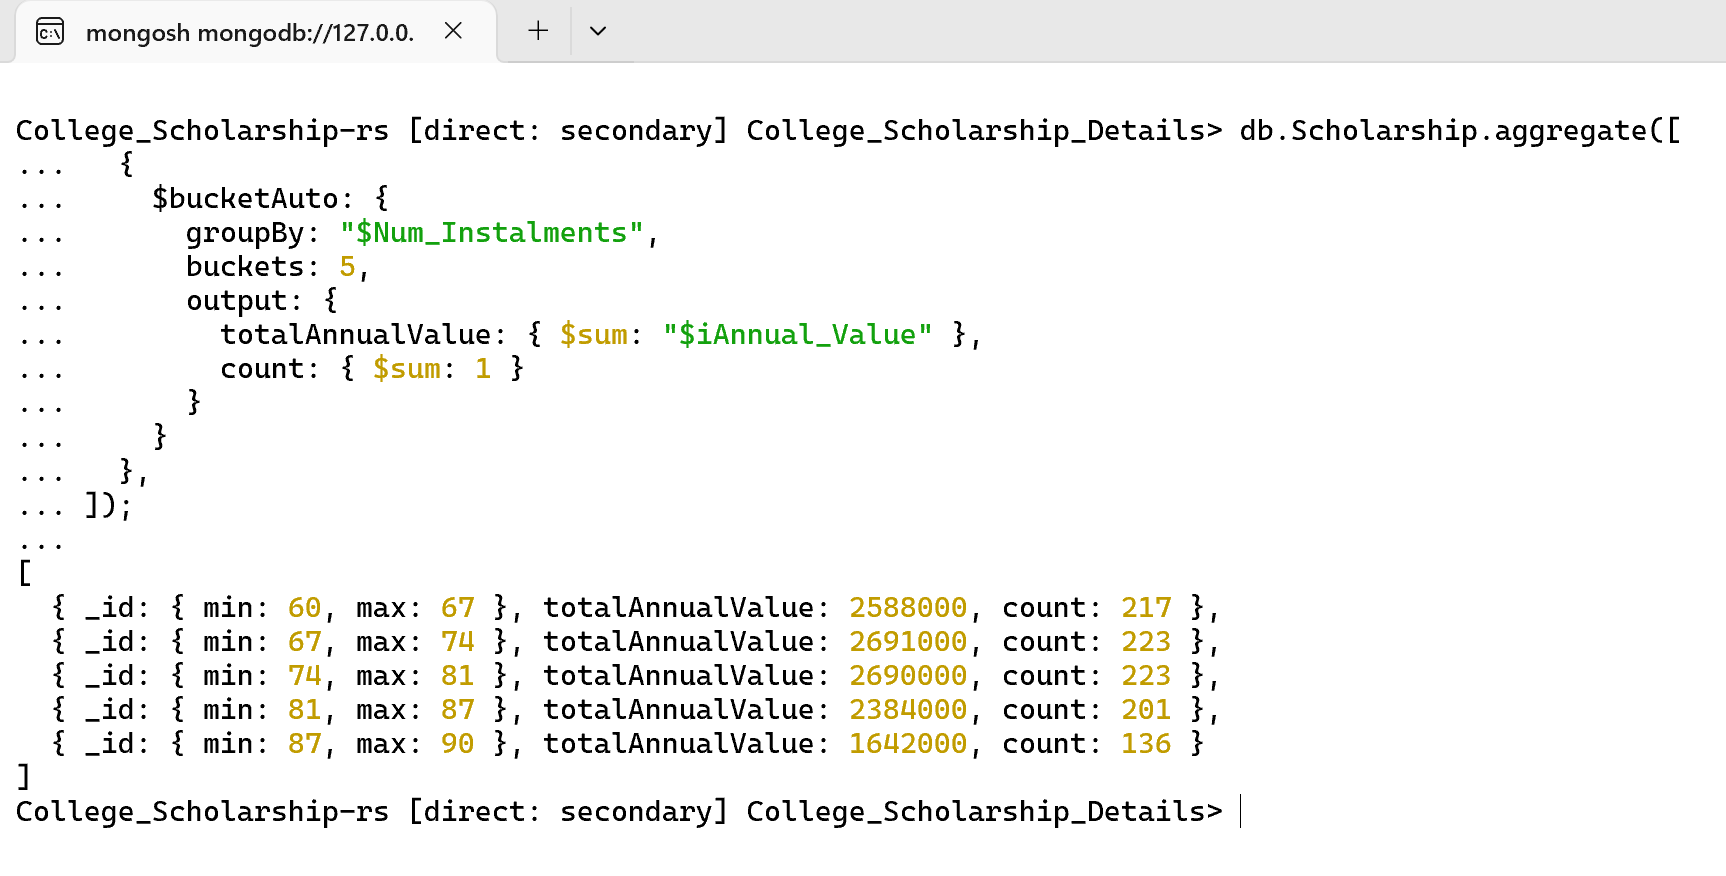 mongosh mongodb://127.0.0.
College_Scholarship-rs [direct: secondary] College_Scholarship_Details> db.Scholarship.aggregate([
...   {
...     $bucketAuto: {
...       groupBy: "$Num_Instalments",
...       buckets: 5,
...       output: {
...         totalAnnualValue: { $sum: "$iAnnual_Value" },
...         count: { $sum: 1 }
...       }
...     }
...   },
... ]);
...
[
  { _id: { min: 60, max: 67 }, totalAnnualValue: 2588000, count: 217 },
  { _id: { min: 67, max: 74 }, totalAnnualValue: 2691000, count: 223 },
  { _id: { min: 74, max: 81 }, totalAnnualValue: 2690000, count: 223 },
  { _id: { min: 81, max: 87 }, totalAnnualValue: 2384000, count: 201 },
  { _id: { min: 87, max: 90 }, totalAnnualValue: 1642000, count: 136 }
]
College_Scholarship-rs [direct: secondary] College_Scholarship_Details>